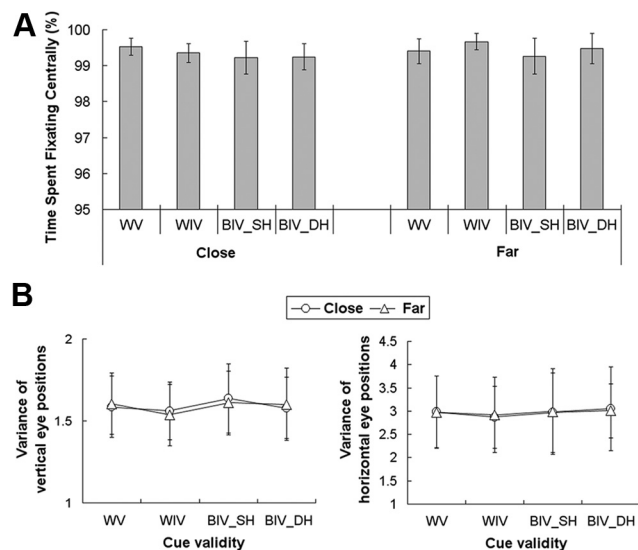 A
Time Spent Fixating Centrally (%)
100
99
98
97
96
95
WV WIV BIV_SH BIV_DH WV WIV BIV_SH BIV_DH
Close Far
B
Close Far
Variance of
vertical eye positions
2
1.5
1
WV WIV BIV_SH BIV_DH
Cue validity
Variance of
horizontal eye positions
4.5
4
3.5
3
2.5
2
1.5
1
WV WIV BIV_SH BIV_DH
Cue validity